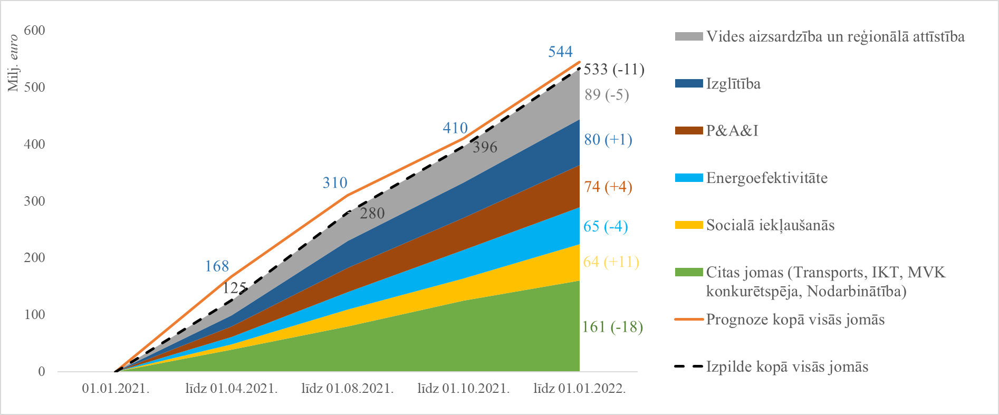 Milj. euro
600
500
400
300
200
100
0
01.01.2021.
līdz 01.04.2021.
līdz 01.08.2021.
līdz 01.10.2021.
līdz 01.01.2022.
168
310
410
544
125
280
396
533 (-11)
89 (-5)
80 (+1)
74 (+4)
65 (-4)
64 (+11)
161 (-18)
Vides aizsardzība un reģionālā attīstība
Izglītība
P&A&I
Energoefektivitāte
Sociālā iekļaušanās
Citas jomas (Transports, IKT, MVK
konkurētspēja, Nodarbinātība)
Prognoze kopā visās jomās
Izpilde kopā visās jomās